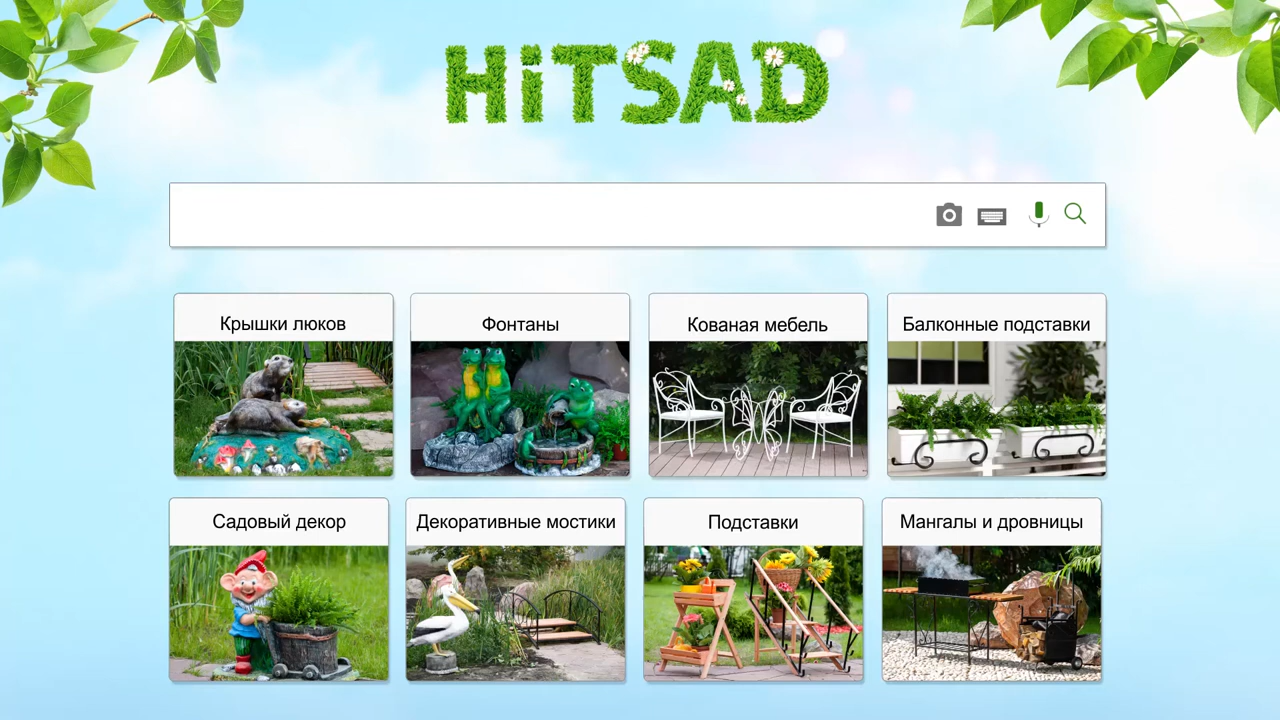 HiTSAD
Крышки люков
Фонтаны
Кованая мебель
Балконные подставки
Садовый декор
Декоративные мостики
Подставки
Мангалы и дровницы